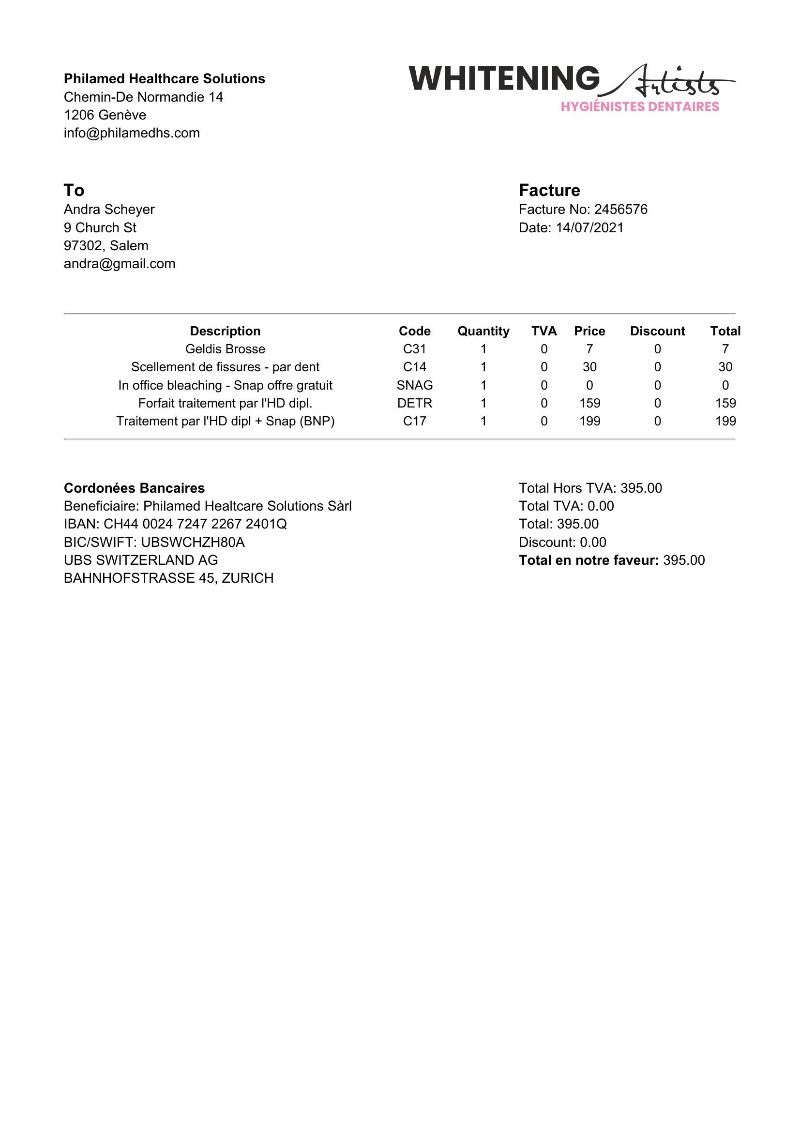 Philamed Healthcare Solutions
Chemin-De Normandie 14
1206 Genève
info@philamedhs.com
WHITENING Artists
HYGIÉNISTES DENTAIRES
To
Andra Scheyer
9 Church St
97302, Salem
andra@gmail.com
Facture
Facture No: 2456576
Date: 14/07/2021
Description Code Quantity TVA Price Discount Total
Geldis Brosse C31 1 0 7 0 7
Scellement de fissures - par dent C14 1 0 30 0 30
In office bleaching - Snap offre gratuit SNAG 1 0 0 0 0
Forfait traitement par l'HD dipl. DETR 1 0 159 0 159
Traitement par l'HD dipl + Snap (BNP) C17 1 0 199 0 199
Cordonées Bancaires
Beneficiaire: Philamed Healtcare Solutions Sàrl
IBAN: CH44 0024 7247 2267 2401Q
BIC/SWIFT: UBSWCHZH80A
UBS SWITZERLAND AG
BAHNHOFSTRASSE 45, ZURICH
Total Hors TVA: 395.00
Total TVA: 0.00
Total: 395.00
Discount: 0.00
Total en notre faveur: 395.00